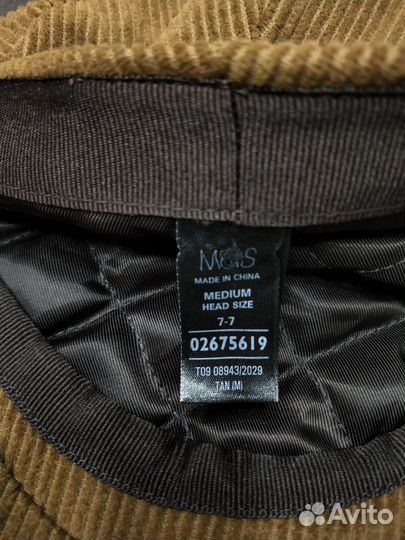 M&S
MADE IN CHINA
MEDIUM
HEAD SIZE
7-7
02675619
T09 08943/2029
TAN (M)
Avito